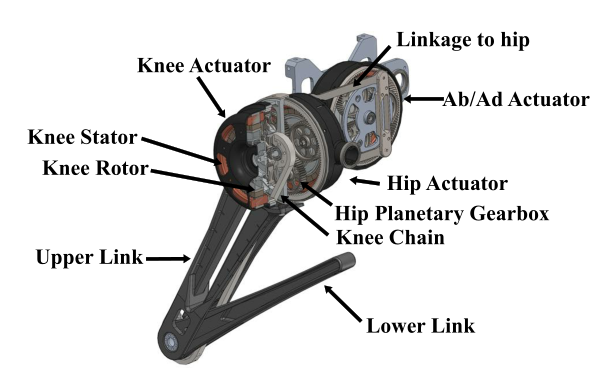 Linkage to hip
Knee Actuator
Ab/Ad Actuator
Knee Stator
Knee Rotor
Hip Actuator
Hip Planetary Gearbox
Knee Chain
Upper Link
Lower Link